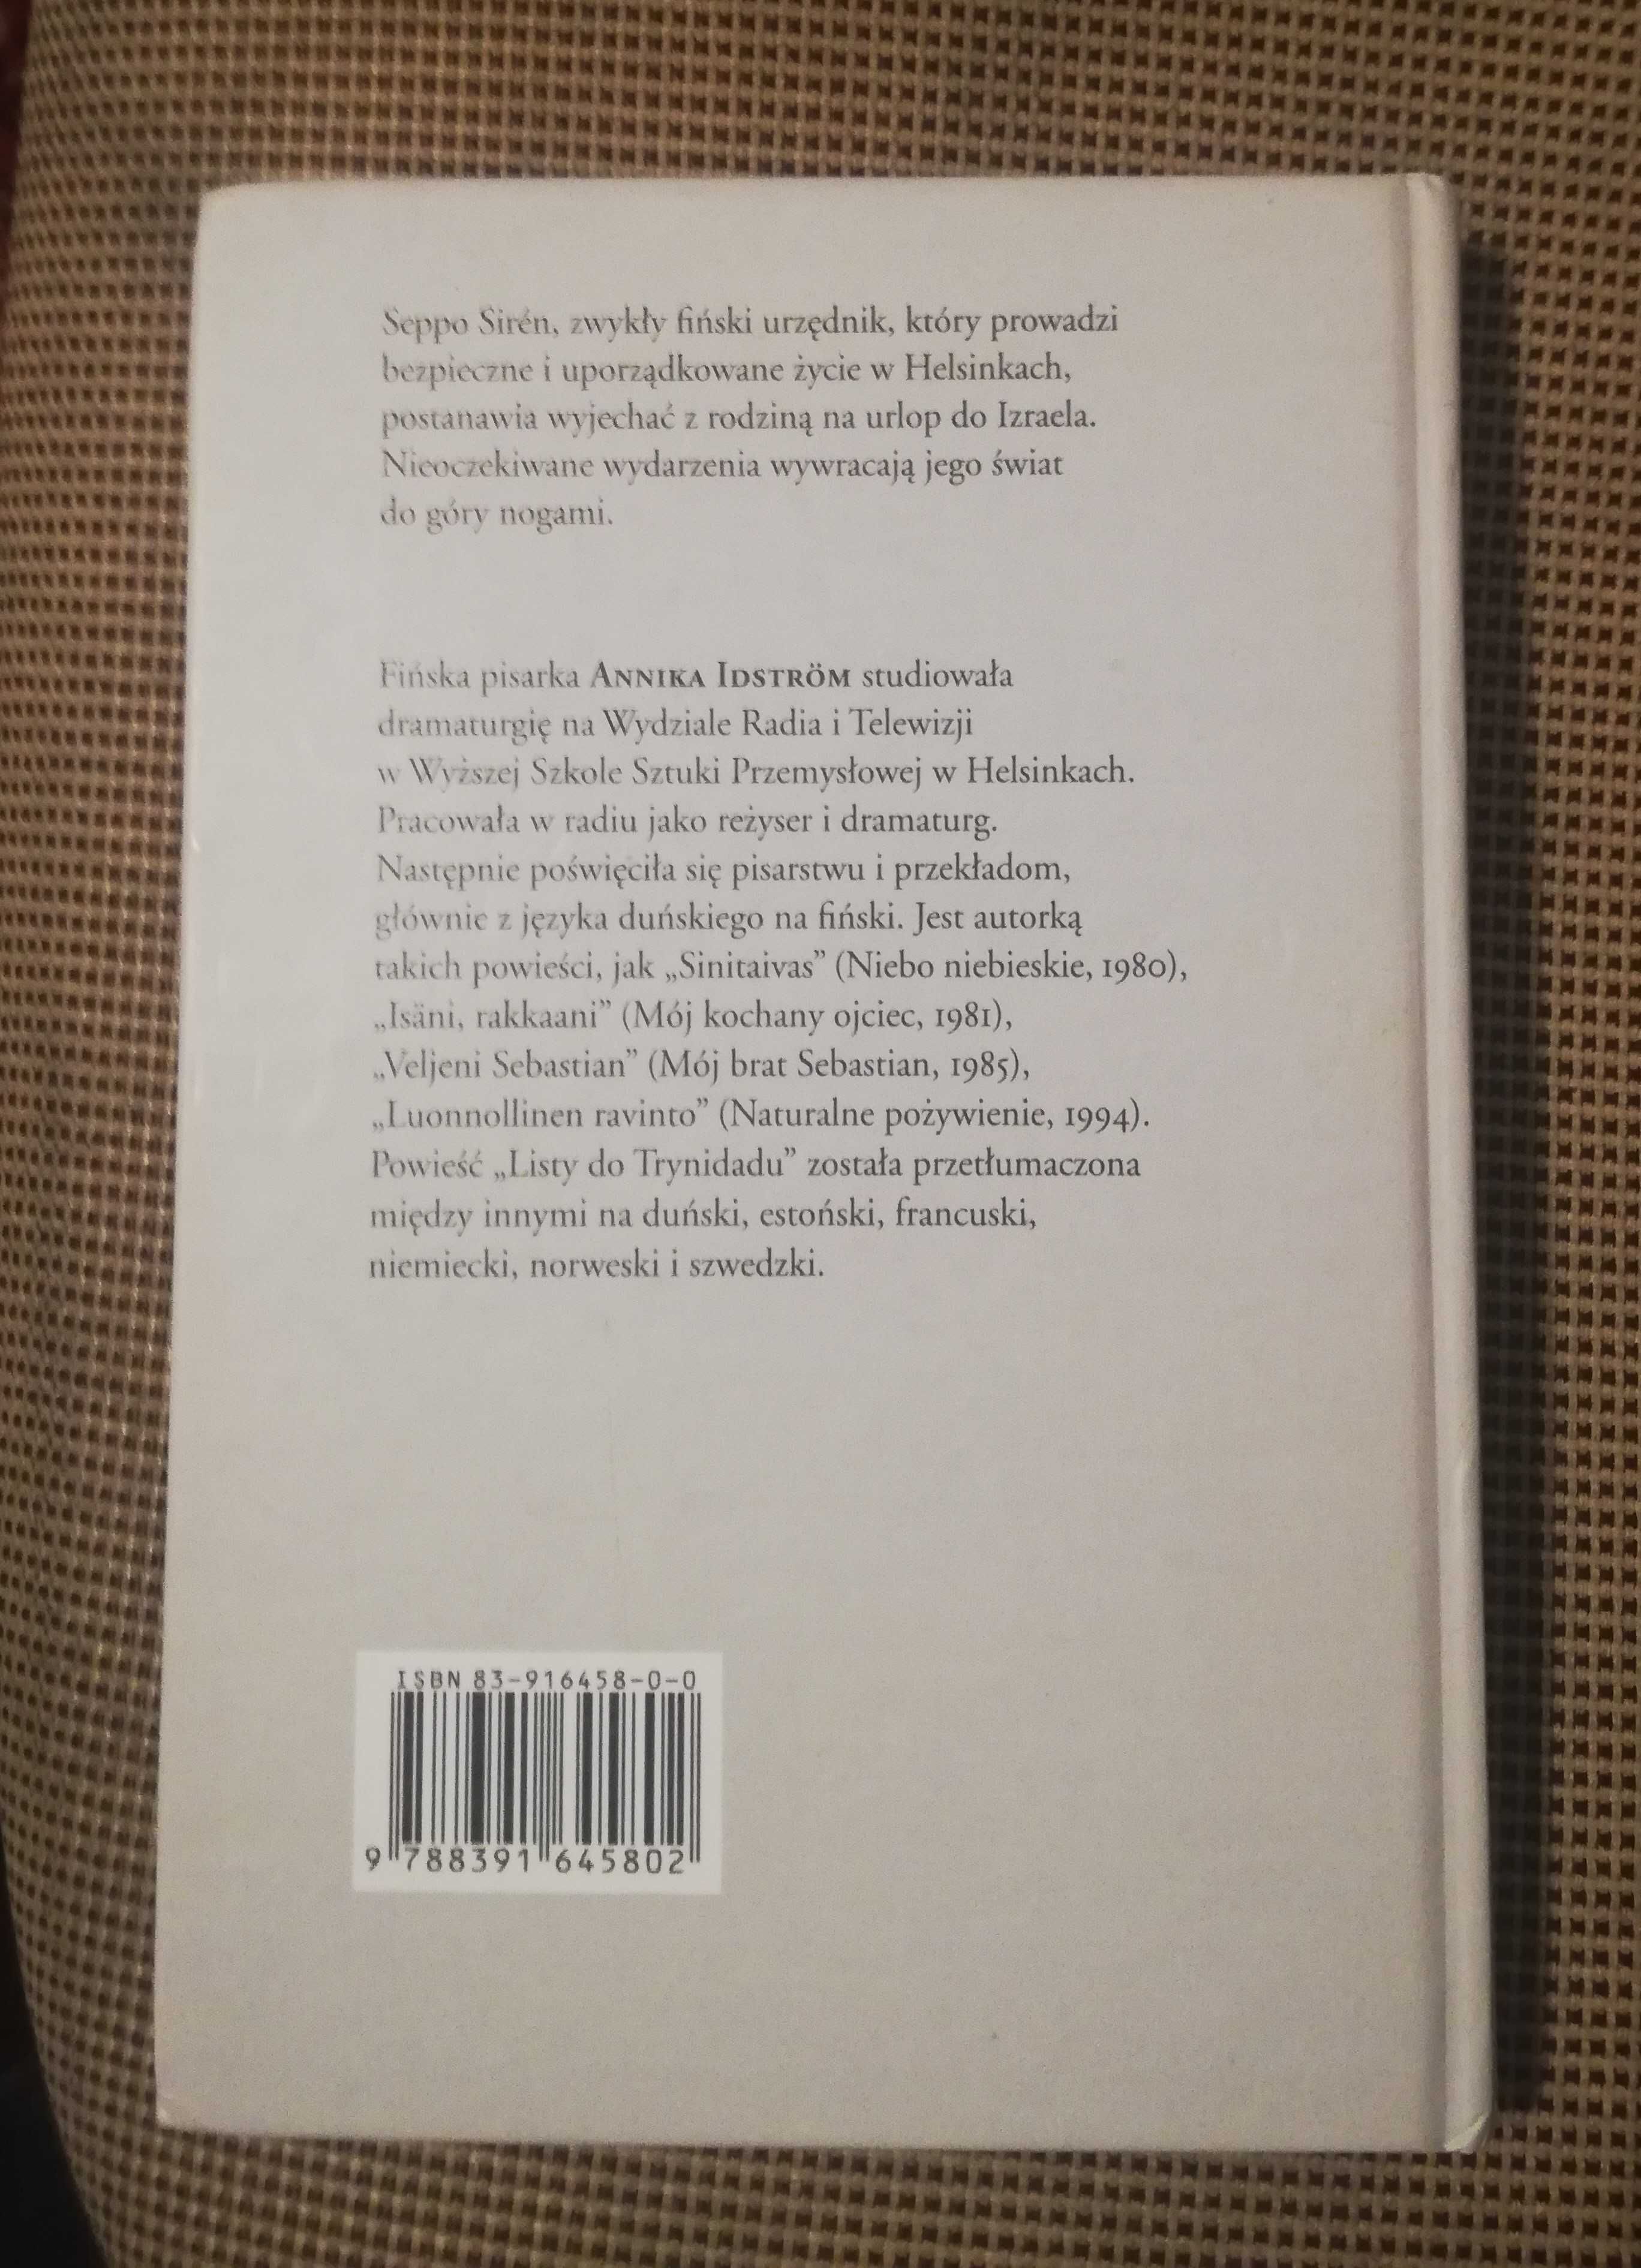 Seppo Sirén, zwykły fiński urzędnik, który prowadzi
bezpieczne i uporządkowane życie w Helsinkach,
postanawia wyjechać z rodziną na urlop do Izraela.
Nieoczekiwane wydarzenia wywracają jego świat
do góry nogami.
Fińska pisarka ANNIKA IDSTRÖM studiowała
dramaturgię na Wydziale Radia i Telewizji
w Wyższej Szkole Sztuki Przemysłowej w Helsinkach.
Pracowała w radiu jako reżyser i dramaturg.
Następnie poświęciła się pisarstwu i przekładom,
głównie z języka duńskiego na fiński. Jest autorką
takich powieści, jak „Sinitaivas” (Niebo niebieskie, 1980),
„Isäni, rakkaani” (Mój kochany ojciec, 1981),
„Veljeni Sebastian” (Mój brat Sebastian, 1985),
„Luonnollinen ravinto” (Naturalne pożywienie, 1994).
Powieść „Listy do Trynidadu” została przetłumaczona
między innymi na duński, estoński, francuski,
niemiecki, norweski i szwedzki.
ISBN 83-916458-0-0
9 788391 645802